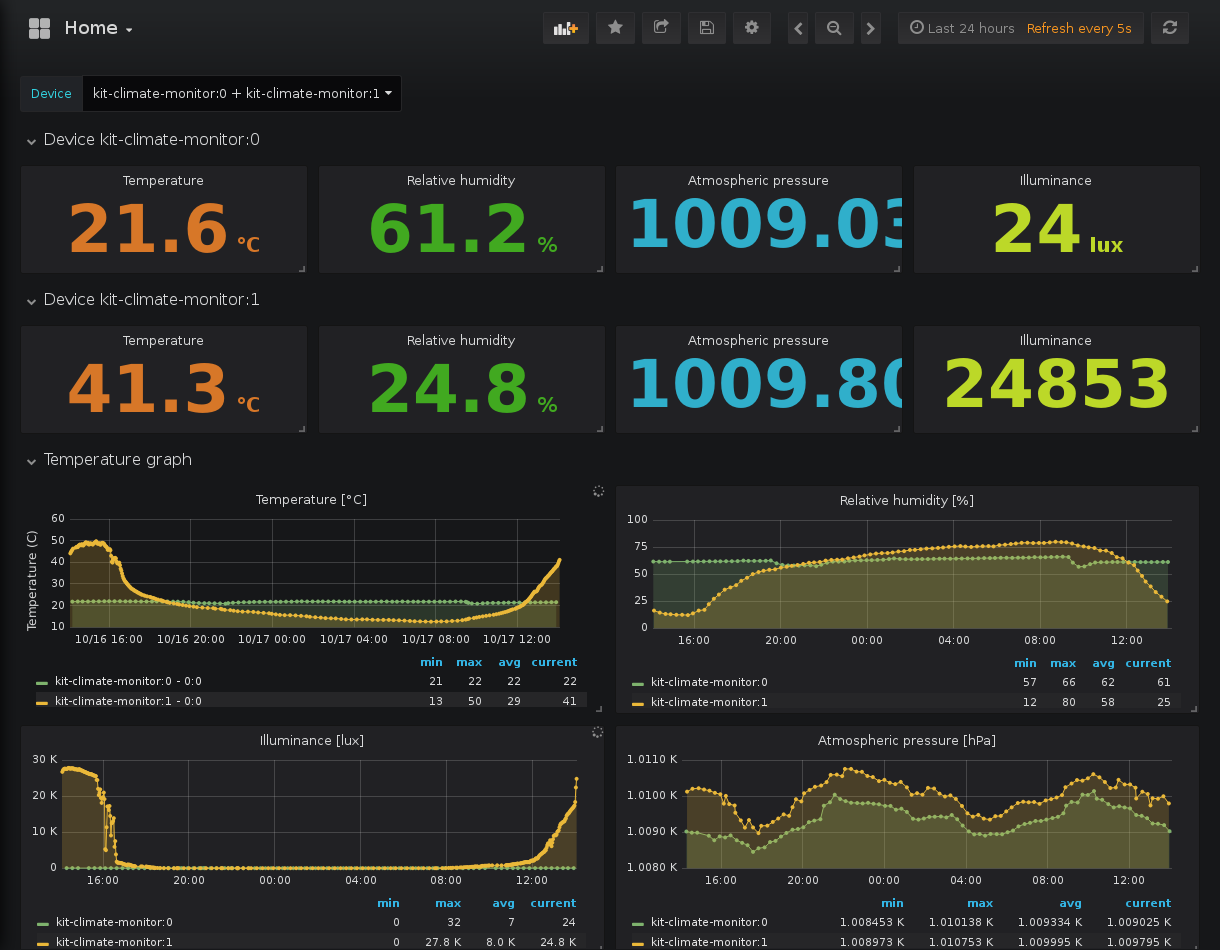 Home
Last 24 hours Refresh every 5s
Device kit-climate-monitor:0 + kit-climate-monitor:1
Device kit-climate-monitor:0
Temperature Relative humidity Atmospheric pressure Illuminance
21.6 °C 61.2 % 1009.03 24 lux
Device kit-climate-monitor:1
Temperature Relative humidity Atmospheric pressure Illuminance
41.3 °C 24.8 % 1009.80 24853
Temperature graph
Temperature [°C]
Temperature (C)
60
50
40
30
20
10
10/16 16:00 10/16 20:00 10/17 00:00 10/17 04:00 10/17 08:00 10/17 12:00
min max avg current
kit-climate-monitor:0 - 0:0 21 22 22 22
kit-climate-monitor:1 - 0:0 13 50 29 41
Relative humidity [%]
100
75
50
25
0
16:00 20:00 00:00 04:00 08:00 12:00
min max avg current
kit-climate-monitor:0 57 66 62 61
kit-climate-monitor:1 12 80 58 25
Illuminance [lux]
30 K
20 K
10 K
0
16:00 20:00 00:00 04:00 08:00 12:00
min max avg current
kit-climate-monitor:0 0 32 7 24
kit-climate-monitor:1 0 27.8 K 8.0 K 24.8 K
Atmospheric pressure [hPa]
1.0110 K
1.0100 K
1.0090 K
1.0080 K
16:00 20:00 00:00 04:00 08:00 12:00
min max avg current
kit-climate-monitor:0 1.008453 K 1.010138 K 1.009334 K 1.009025 K
kit-climate-monitor:1 1.008973 K 1.010753 K 1.009995 K 1.009795 K